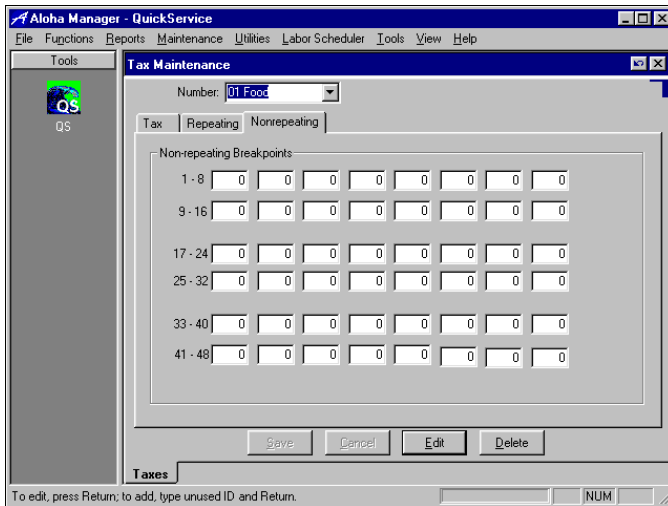 Aloha Manager - QuickService
File Functions Reports Maintenance Utilities Labor Scheduler Tools View Help
Tools
QS
QS
Tax Maintenance
Number: 01 Food
Tax Repeating Nonrepeating
Non-repeating Breakpoints
1 - 8 0 0 0 0 0 0 0 0
9 - 16 0 0 0 0 0 0 0 0
17 - 24 0 0 0 0 0 0 0 0
25 - 32 0 0 0 0 0 0 0 0
33 - 40 0 0 0 0 0 0 0 0
41 - 48 0 0 0 0 0 0 0 0
Save Cancel Edit Delete
Taxes
To edit, press Return; to add, type unused ID and Return. NUM